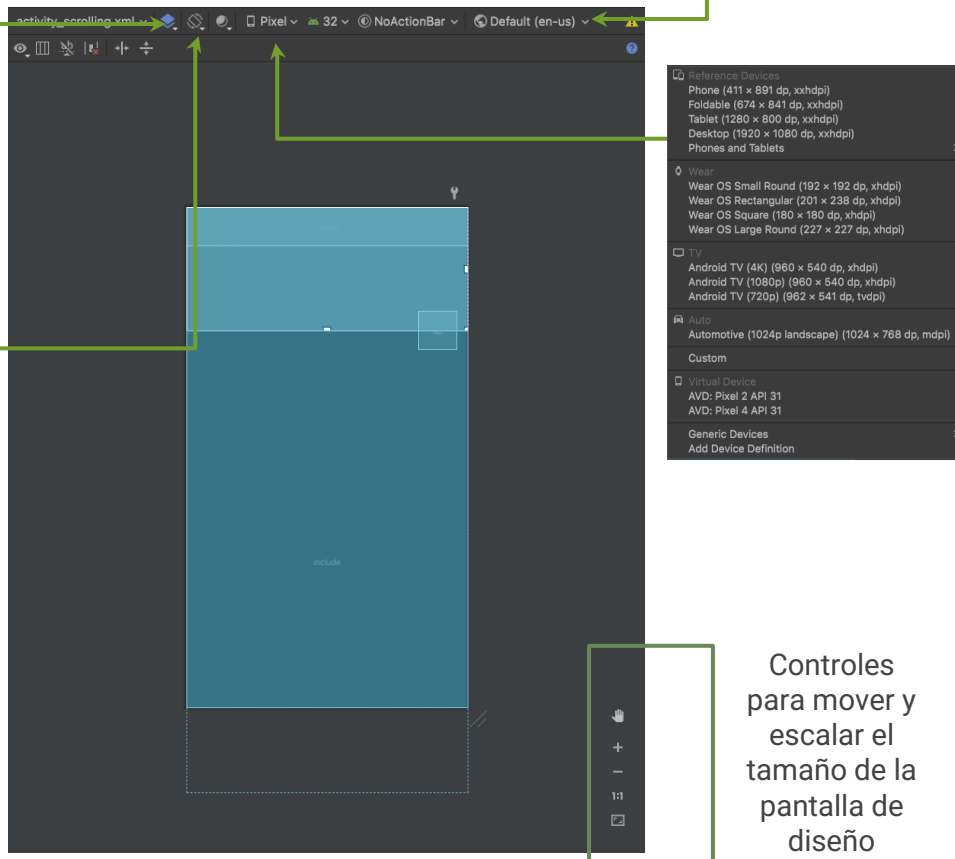 activity_scrolling.xml
Pixel
32
NoActionBar
Default (en-us)
Reference Devices
Phone (411 × 891 dp, xxhdpi)
Foldable (674 × 841 dp, xxhdpi)
Tablet (1280 × 800 dp, xxhdpi)
Desktop (1920 × 1080 dp, xxhdpi)
Phones and Tablets
Wear
Wear OS Small Round (192 × 192 dp, xhdpi)
Wear OS Rectangular (201 × 238 dp, xhdpi)
Wear OS Square (180 × 180 dp, xhdpi)
Wear OS Large Round (227 × 227 dp, xhdpi)
TV
Android TV (4K) (960 × 540 dp, xhdpi)
Android TV (1080p) (960 × 540 dp, xhdpi)
Android TV (720p) (962 × 541 dp, tvdpi)
Auto
Automotive (1024p landscape) (1024 × 768 dp, mdpi)
Custom
Virtual Device
AVD: Pixel 2 API 31
AVD: Pixel 4 API 31
Generic Devices
Add Device Definition
include
1:1
Controles
para mover y
escalar el
tamaño de la
pantalla de
diseño